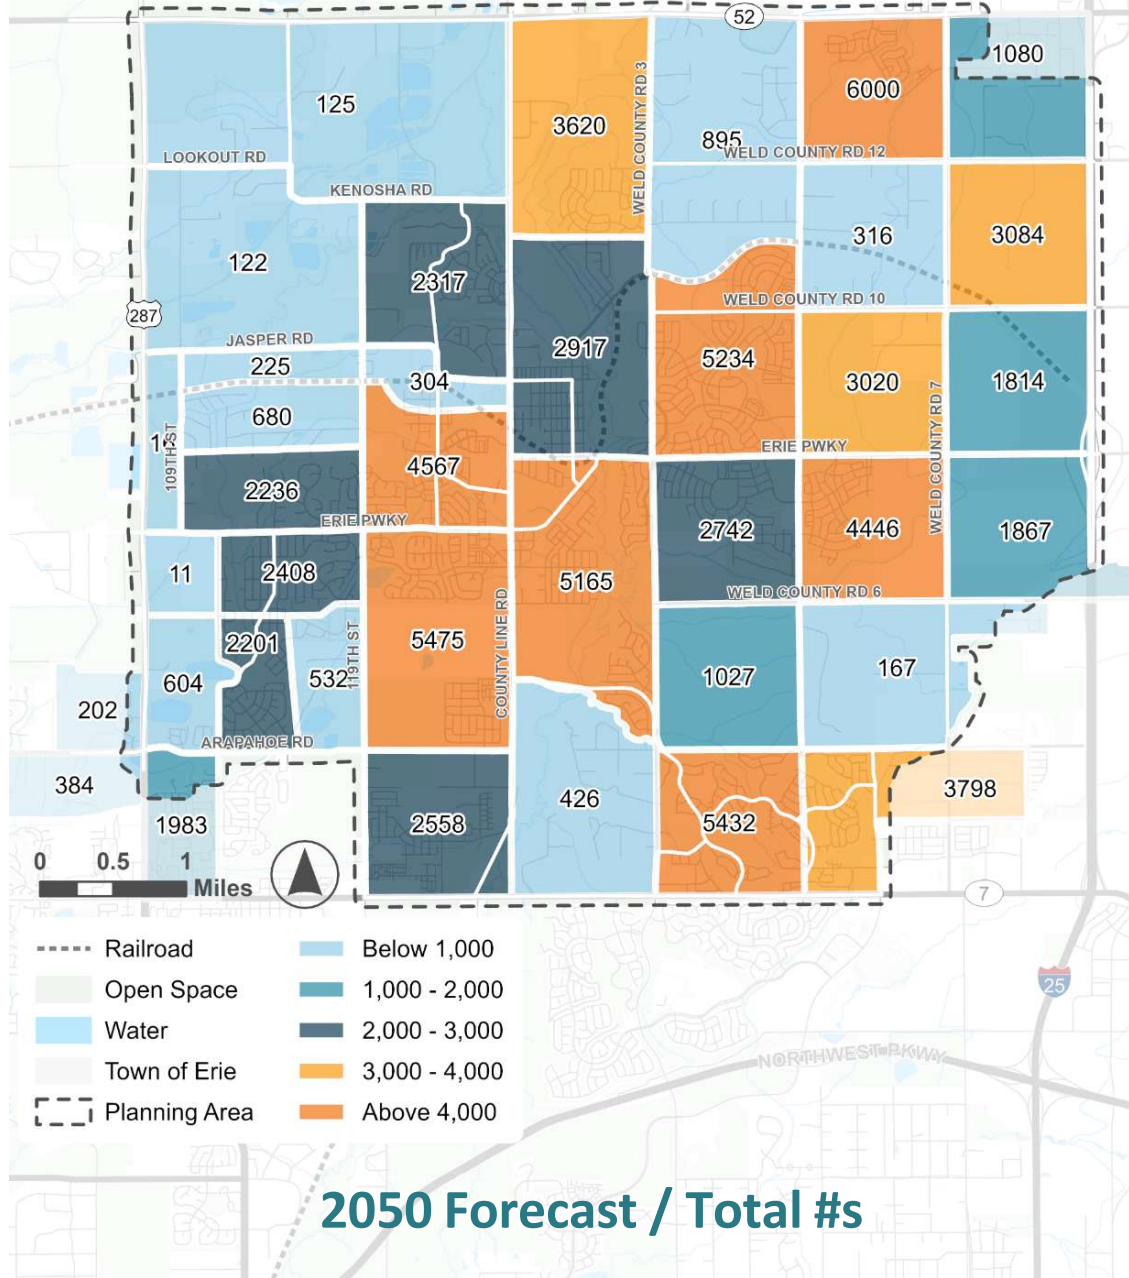 52
1080
6000
125
3620
WELD COUNTY RD 3
895
WELD COUNTY RD 12
LOOKOUT RD
KENOSHA RD
122
2317
316
3084
WELD COUNTY RD 10
287
JASPER RD
225
304
2917
5234
3020
WELD COUNTY RD 7
1814
680
109TH ST
4567
ERIE PWKY
2236
ERIE PWKY
2742
4446
1867
11
2408
5165
WELD COUNTY RD 6
2201
532
119TH ST
5475
COUNTY LINE RD
1027
167
604
202
ARAPAHOE RD
384
1983
2558
426
5432
3798
0 0.5 1
Miles
7
Railroad
Open Space
Water
Town of Erie
Planning Area
Below 1,000
1,000 - 2,000
2,000 - 3,000
3,000 - 4,000
Above 4,000
25
NORTHWEST PKWY
2050 Forecast / Total #s